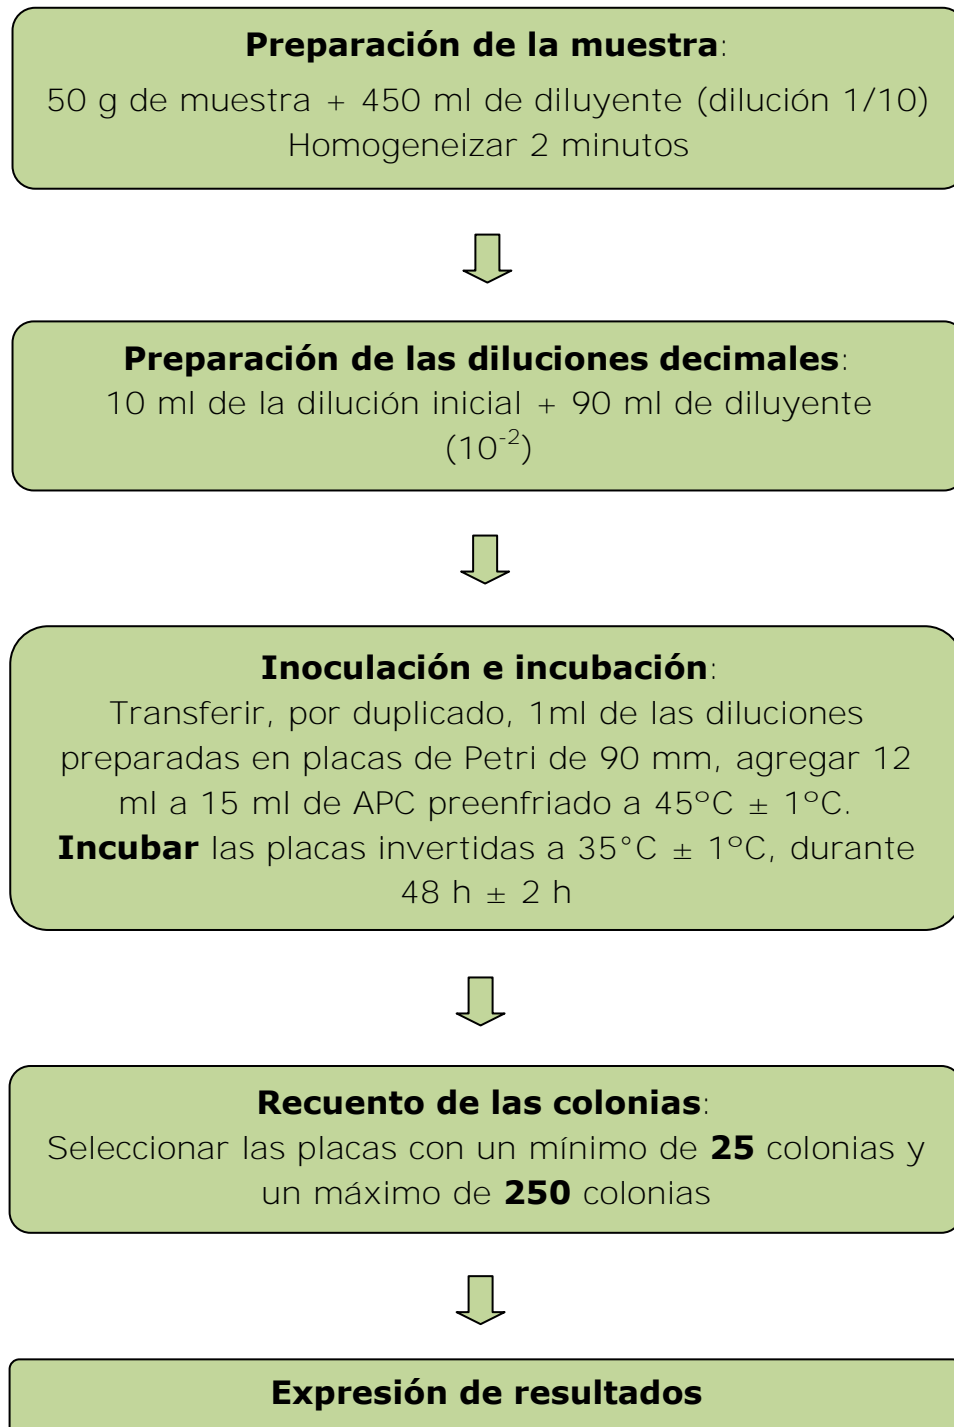 Preparación de la muestra:
50 g de muestra + 450 ml de diluyente (dilución 1/10)
Homogeneizar 2 minutos
Preparación de las diluciones decimales:
10 ml de la dilución inicial + 90 ml de diluyente
(10⁻²)
Inoculación e incubación:
Transferir, por duplicado, 1ml de las diluciones
preparadas en placas de Petri de 90 mm, agregar 12
ml a 15 ml de APC preenfriado a 45ºC ± 1ºC.
Incubar las placas invertidas a 35°C ± 1ºC, durante
48 h ± 2 h
Recuento de las colonias:
Seleccionar las placas con un mínimo de 25 colonias y
un máximo de 250 colonias
Expresión de resultados